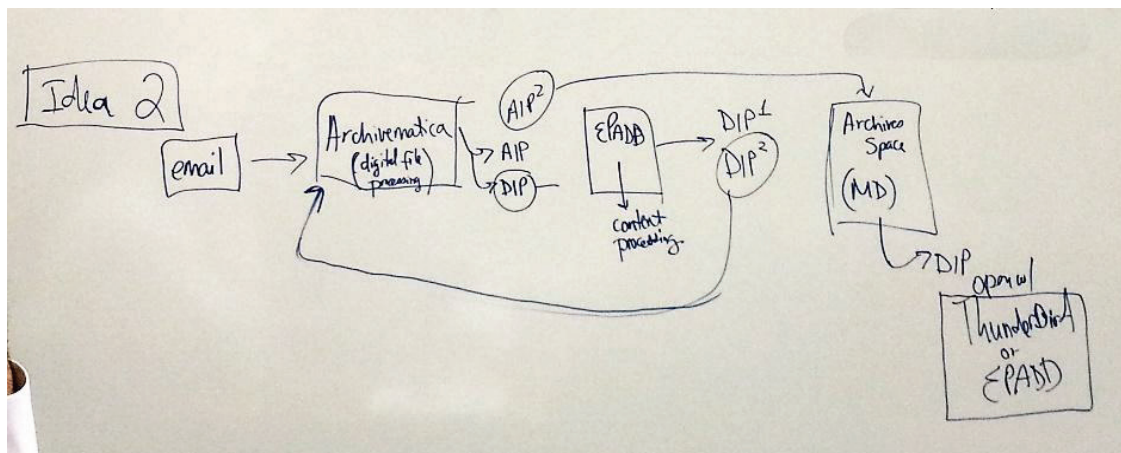 Idea 2
email
Archivematica
(digital file
processing)
AIP²
AIP
DIP
EPADD
content
processing
DIP¹
DIP²
Archives
Space
(MD)
DIP
open w/
ThunderBird
or
EPADD